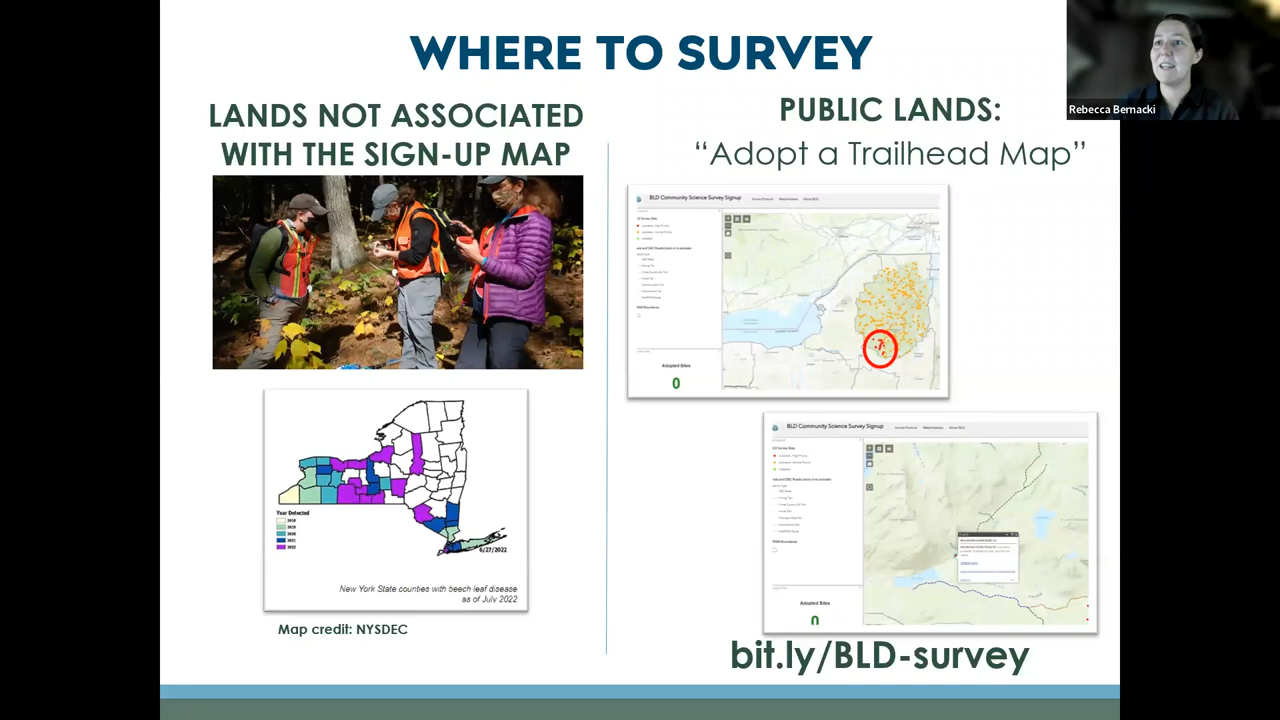 WHERE TO SURVEY
Rebecca Bernacki
LANDS NOT ASSOCIATED
WITH THE SIGN-UP MAP
Year Detected
2018
2019
2020
2021
2022
6/27/2022
New York State counties with beech leaf disease
as of July 2022
Map credit: NYSDEC
PUBLIC LANDS:
“Adopt a Trailhead Map”
BLD Community Science Survey Signup
Adopted Sites
0
BLD Community Science Survey Signup
Adopted Sites
0
bit.ly/BLD-survey